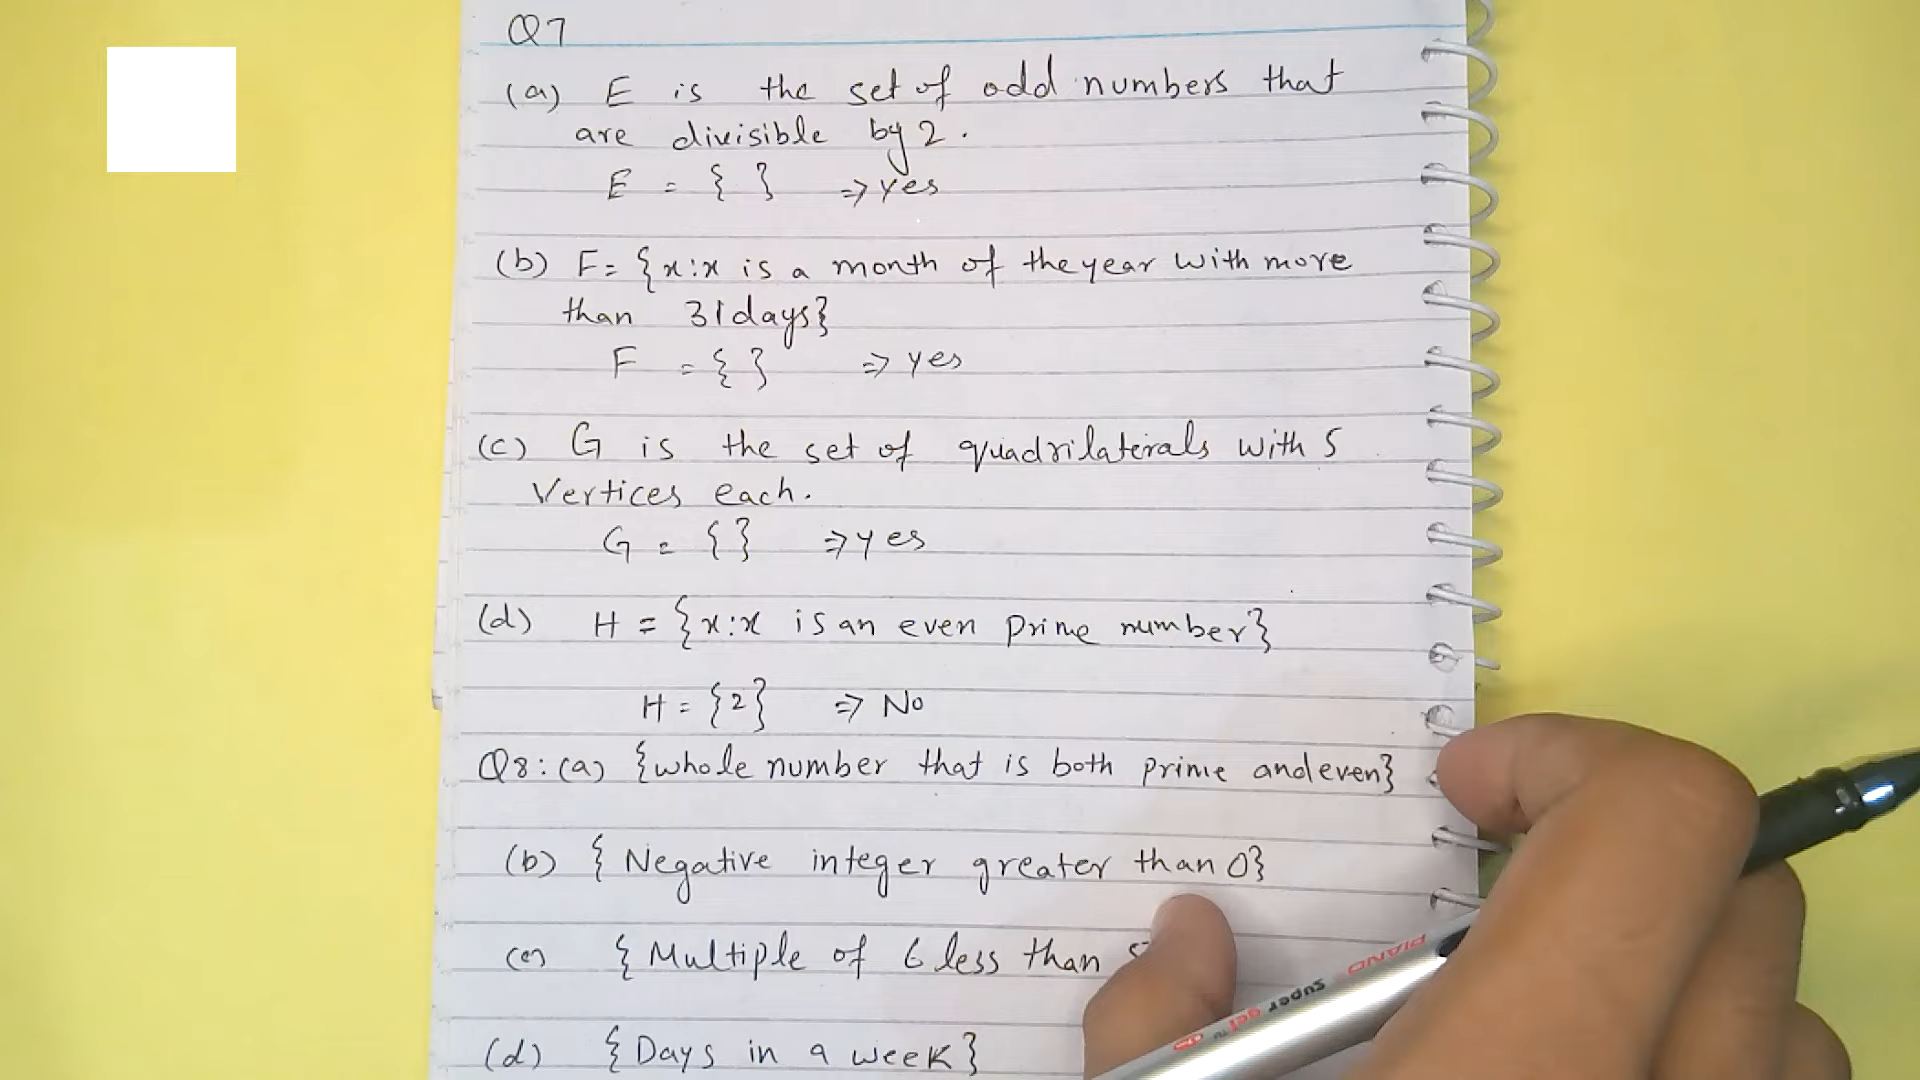 Q7
(a) E is the set of odd numbers that
are divisible by 2.
E = { } ⇒ yes
(b) F = {x:x is a month of the year with more
than 31 days}
F = { } ⇒ yes
(c) G is the set of quadrilaterals with 5
Vertices each.
G = { } ⇒ yes
(d) H = {x:x is an even prime number}
H = {2} ⇒ No
Q8: (a) {whole number that is both prime and even}
(b) { Negative integer greater than 0}
(c) { Multiple of 6 less than
(d) { Days in a week }
PIANO
super gel